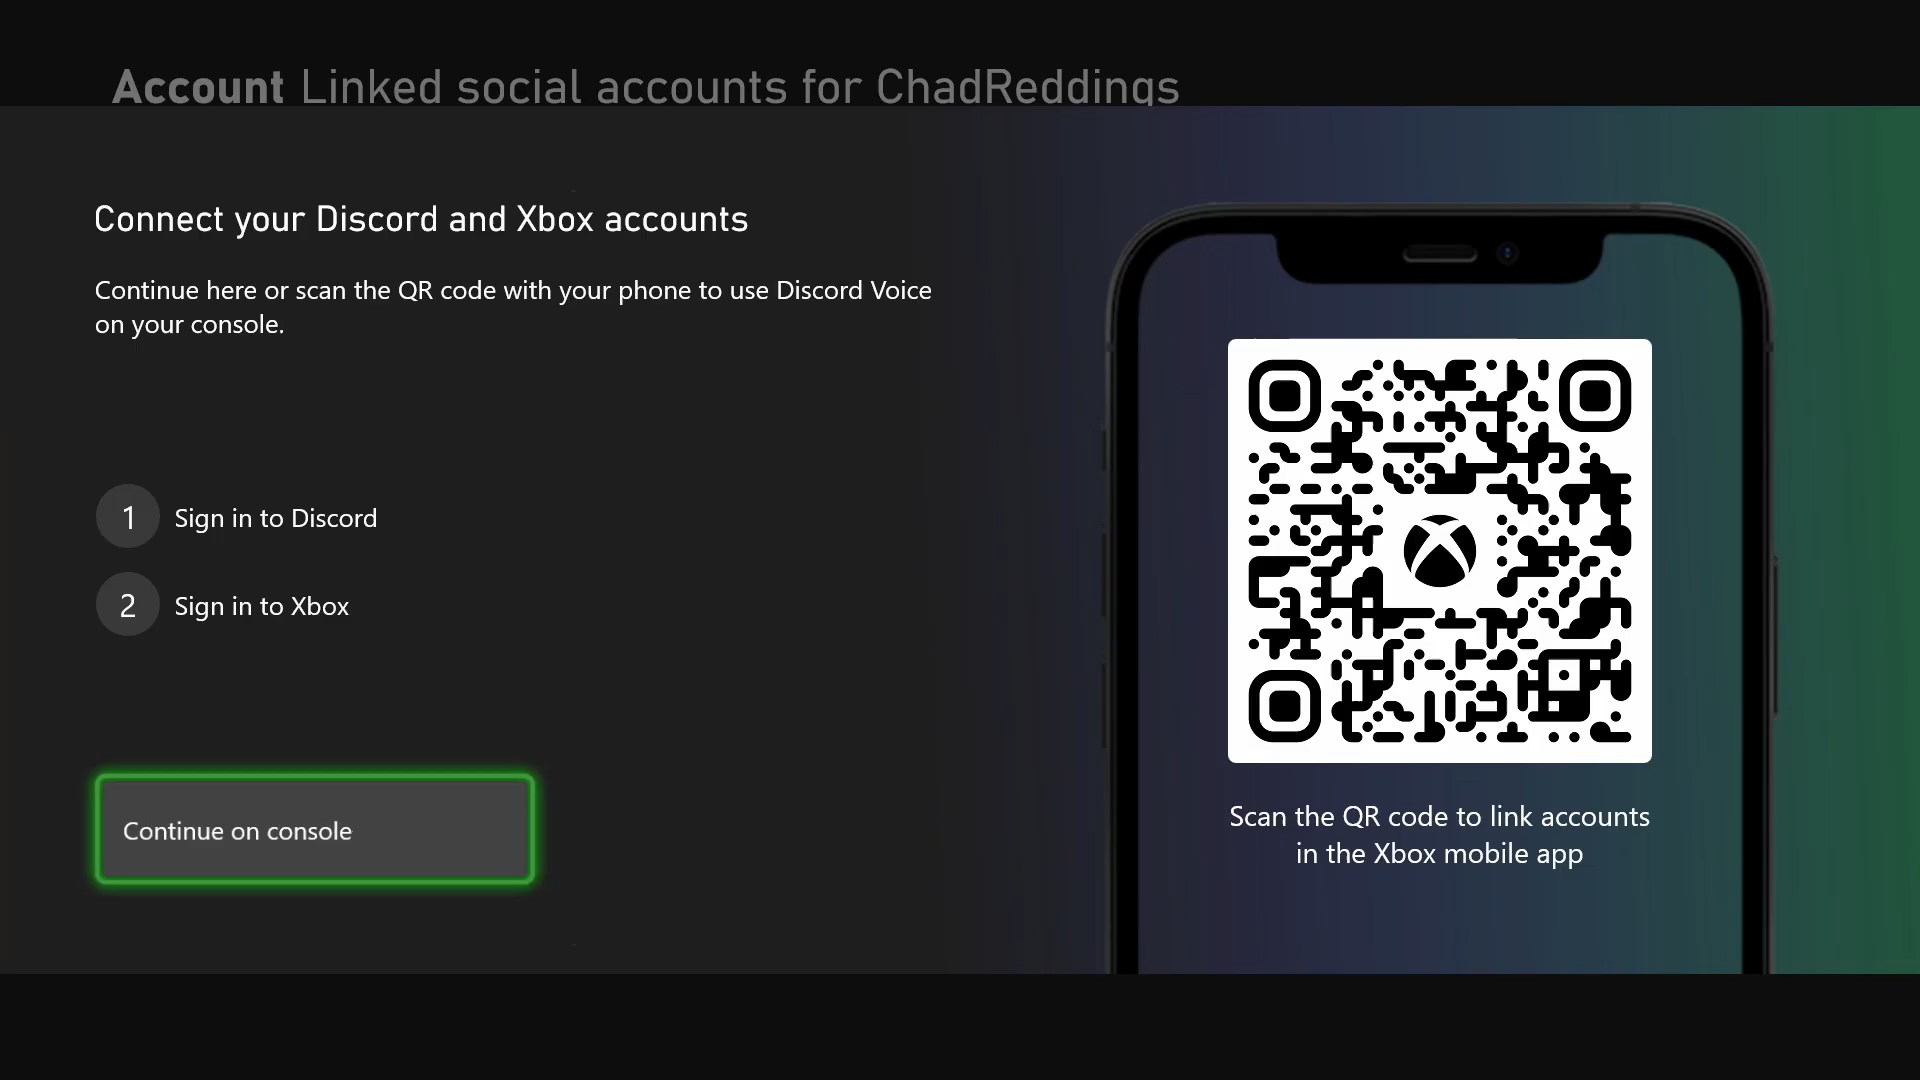 Account Linked social accounts for ChadReddings
Connect your Discord and Xbox accounts
Continue here or scan the QR code with your phone to use Discord Voice
on your console.
1 Sign in to Discord
2 Sign in to Xbox
Continue on console
Scan the QR code to link accounts
in the Xbox mobile app